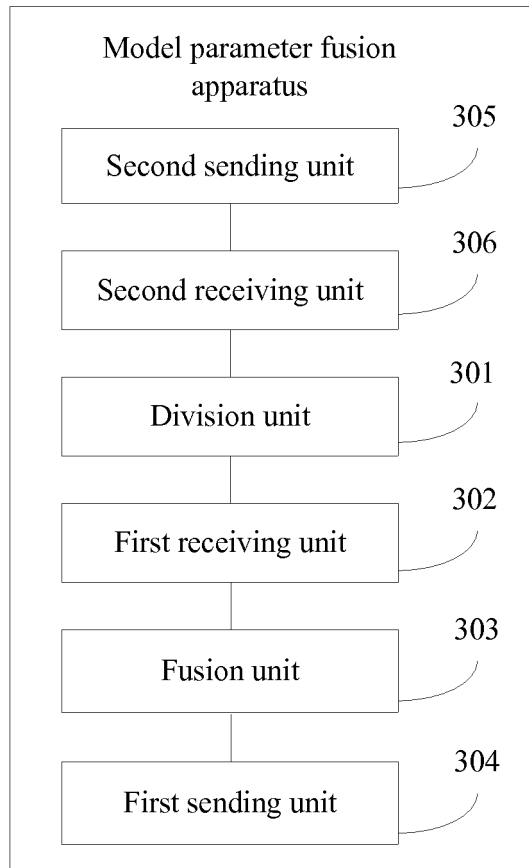 Model parameter fusion
apparatus
305
Second sending unit
306
Second receiving unit
301
Division unit
302
First receiving unit
303
Fusion unit
304
First sending unit